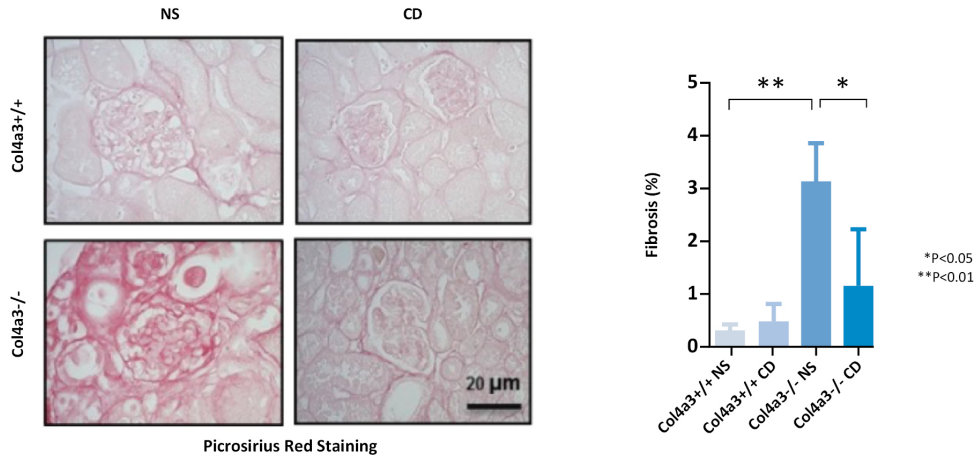 NS
CD
Col4a3+/+
Col4a3-/-
20 µm
Picrosirius Red Staining
Fibrosis (%)
5
4
3
2
1
0
**
*
Col4a3+/+ NS
Col4a3+/+ CD
Col4a3-/- NS
Col4a3-/- CD
*P<0.05
**P<0.01